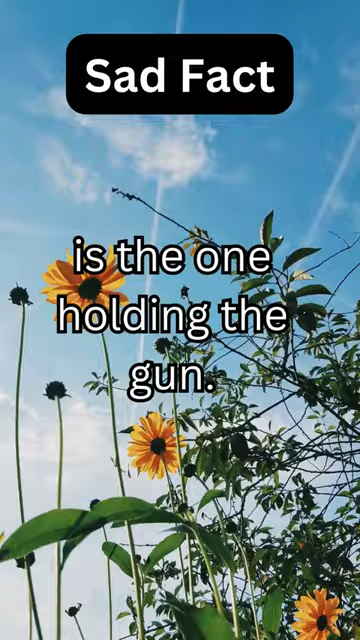 Sad Fact
is the one
holding the
gun.